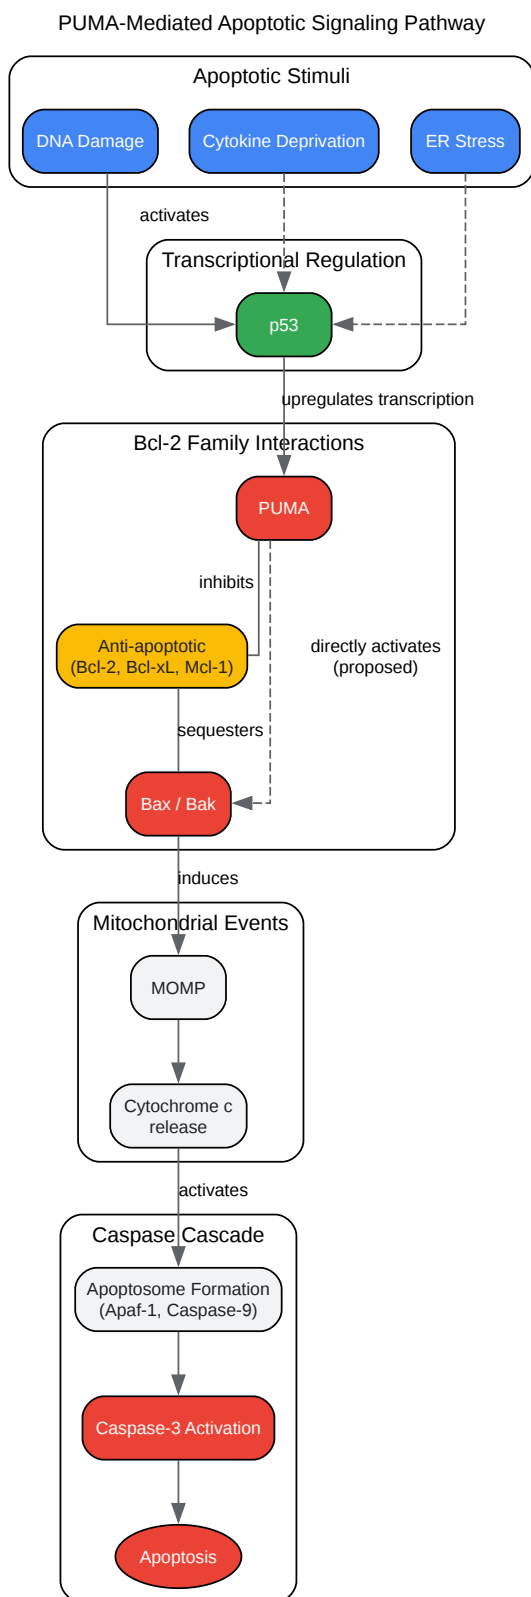 PUMA-Mediated Apoptotic Signaling Pathway
Apoptotic Stimuli
DNA Damage
Cytokine Deprivation
ER Stress
activates
Transcriptional Regulation
p53
upregulates transcription
Bcl-2 Family Interactions
PUMA
inhibits
Anti-apoptotic
(Bcl-2, Bcl-xL, Mcl-1)
directly activates
(proposed)
sequesters
Bax / Bak
induces
Mitochondrial Events
MOMP
Cytochrome c
release
activates
Caspase Cascade
Apoptosome Formation
(Apaf-1, Caspase-9)
Caspase-3 Activation
Apoptosis